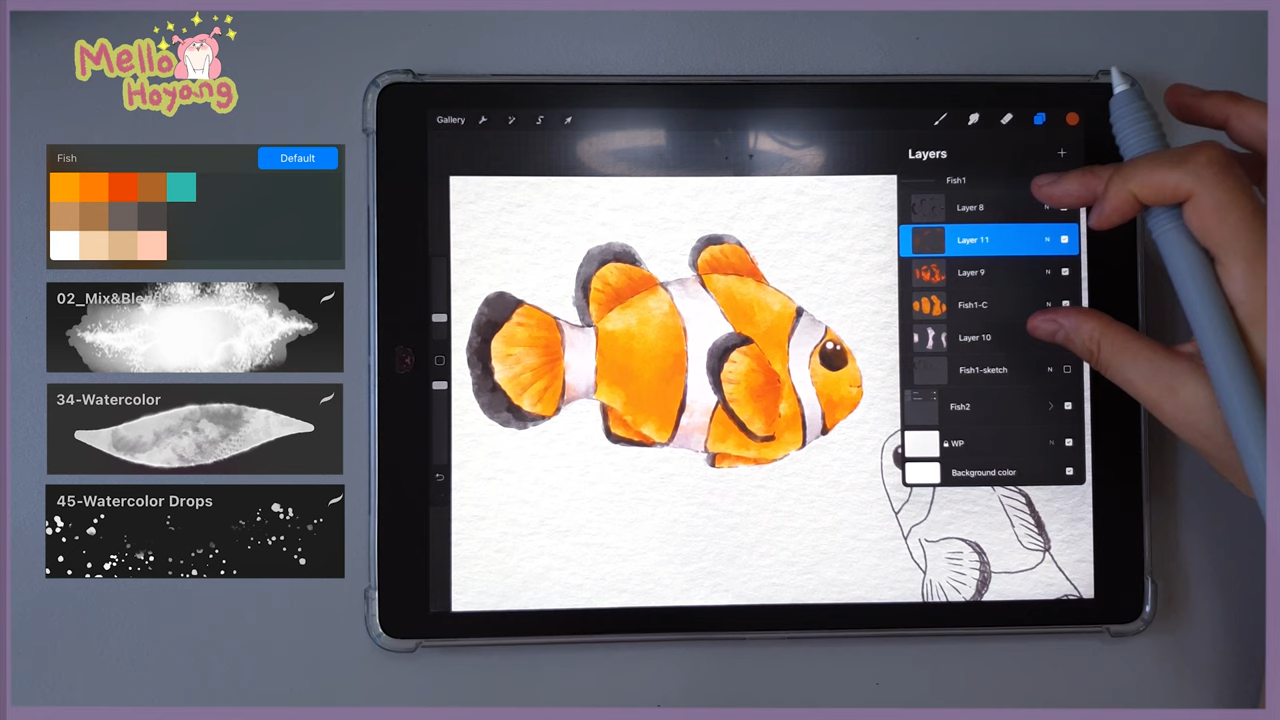 Mello
Hoyang
Fish
Default
02_Mix&Blend
34-Watercolor
45-Watercolor Drops
Gallery
Layers
Fish1
Layer 8
N
Layer 11
N
Layer 9
N
Fish1-C
N
Layer 10
Fish1-sketch
N
Fish2
WP
N
Background color